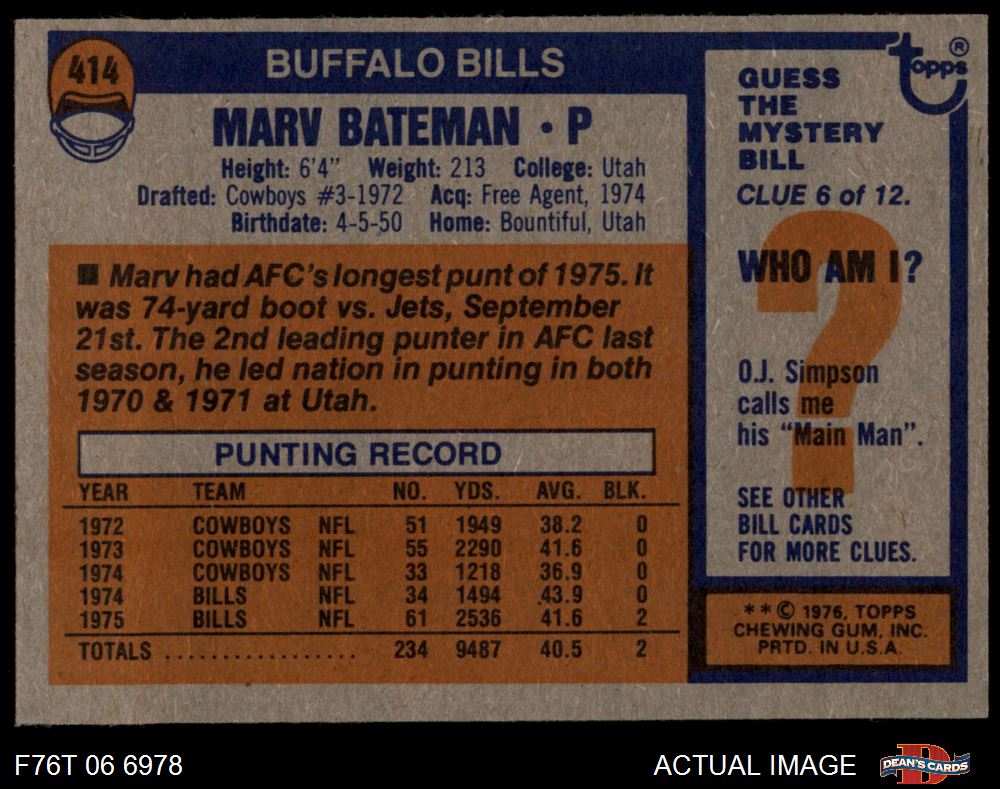 414
BUFFALO BILLS
MARV BATEMAN • P
Height: 6'4" Weight: 213 College: Utah
Drafted: Cowboys #3-1972 Acq: Free Agent, 1974
Birthdate: 4-5-50 Home: Bountiful, Utah
■ Marv had AFC's longest punt of 1975. It
was 74-yard boot vs. Jets, September
21st. The 2nd leading punter in AFC last
season, he led nation in punting in both
1970 & 1971 at Utah.
PUNTING RECORD
YEAR TEAM NO. YDS. AVG. BLK.
1972 COWBOYS NFL 51 1949 38.2 0
1973 COWBOYS NFL 55 2290 41.6 0
1974 COWBOYS NFL 33 1218 36.9 0
1974 BILLS NFL 34 1494 43.9 0
1975 BILLS NFL 61 2536 41.6 2
TOTALS ................. 234 9487 40.5 2
topps ®
GUESS
THE
MYSTERY
BILL
CLUE 6 of 12.
WHO AM I?
?
O.J. Simpson
calls me
his "Main Man".
SEE OTHER
BILL CARDS
FOR MORE CLUES.
* * © 1976, TOPPS
CHEWING GUM, INC.
PRTD. IN U.S.A.
F76T 06 6978
ACTUAL IMAGE
D
DEAN'S CARDS